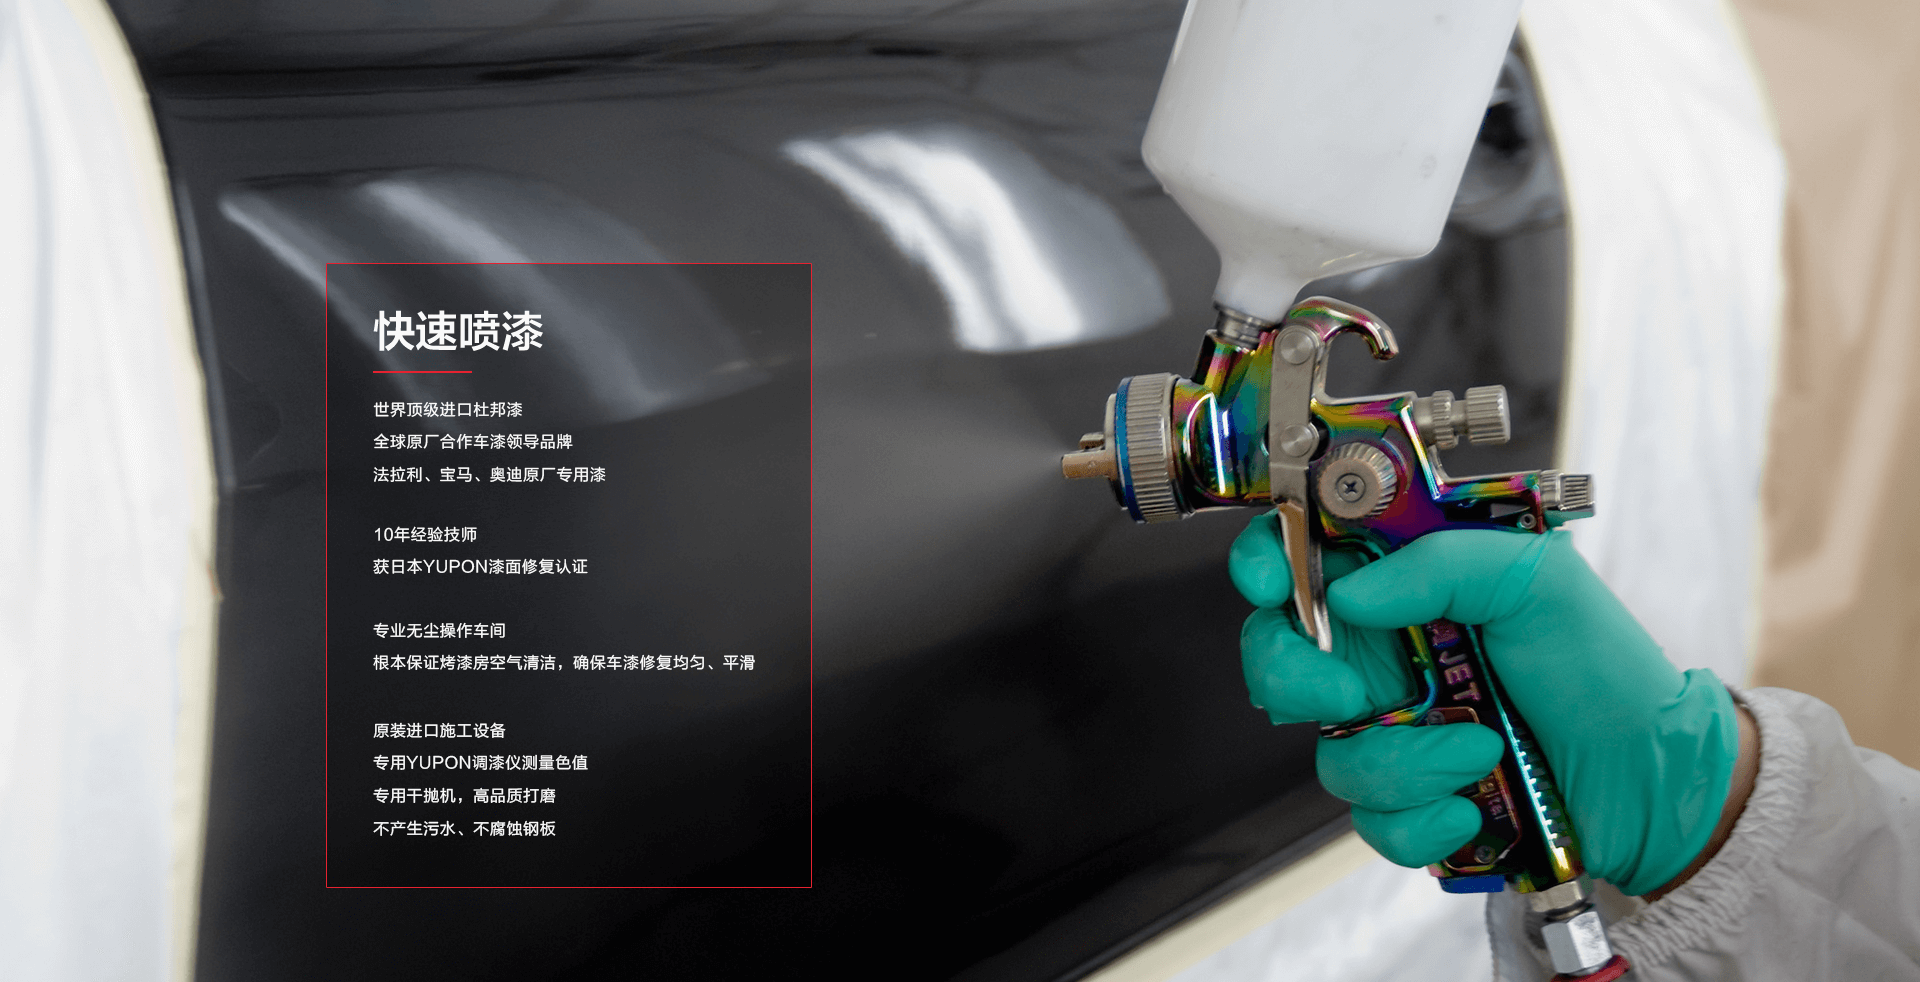 快速喷漆
世界顶级进口杜邦漆
全球原厂合作车漆领导品牌
法拉利、宝马、奥迪原厂专用漆
10年经验技师
获日本YUPON漆面修复认证
专业无尘操作车间
根本保证烤漆房空气清洁，确保车漆修复均匀、平滑
原装进口施工设备
专用YUPON调漆仪测量色值
专用干抛机，高品质打磨
不产生污水、不腐蚀钢板
JET
gital